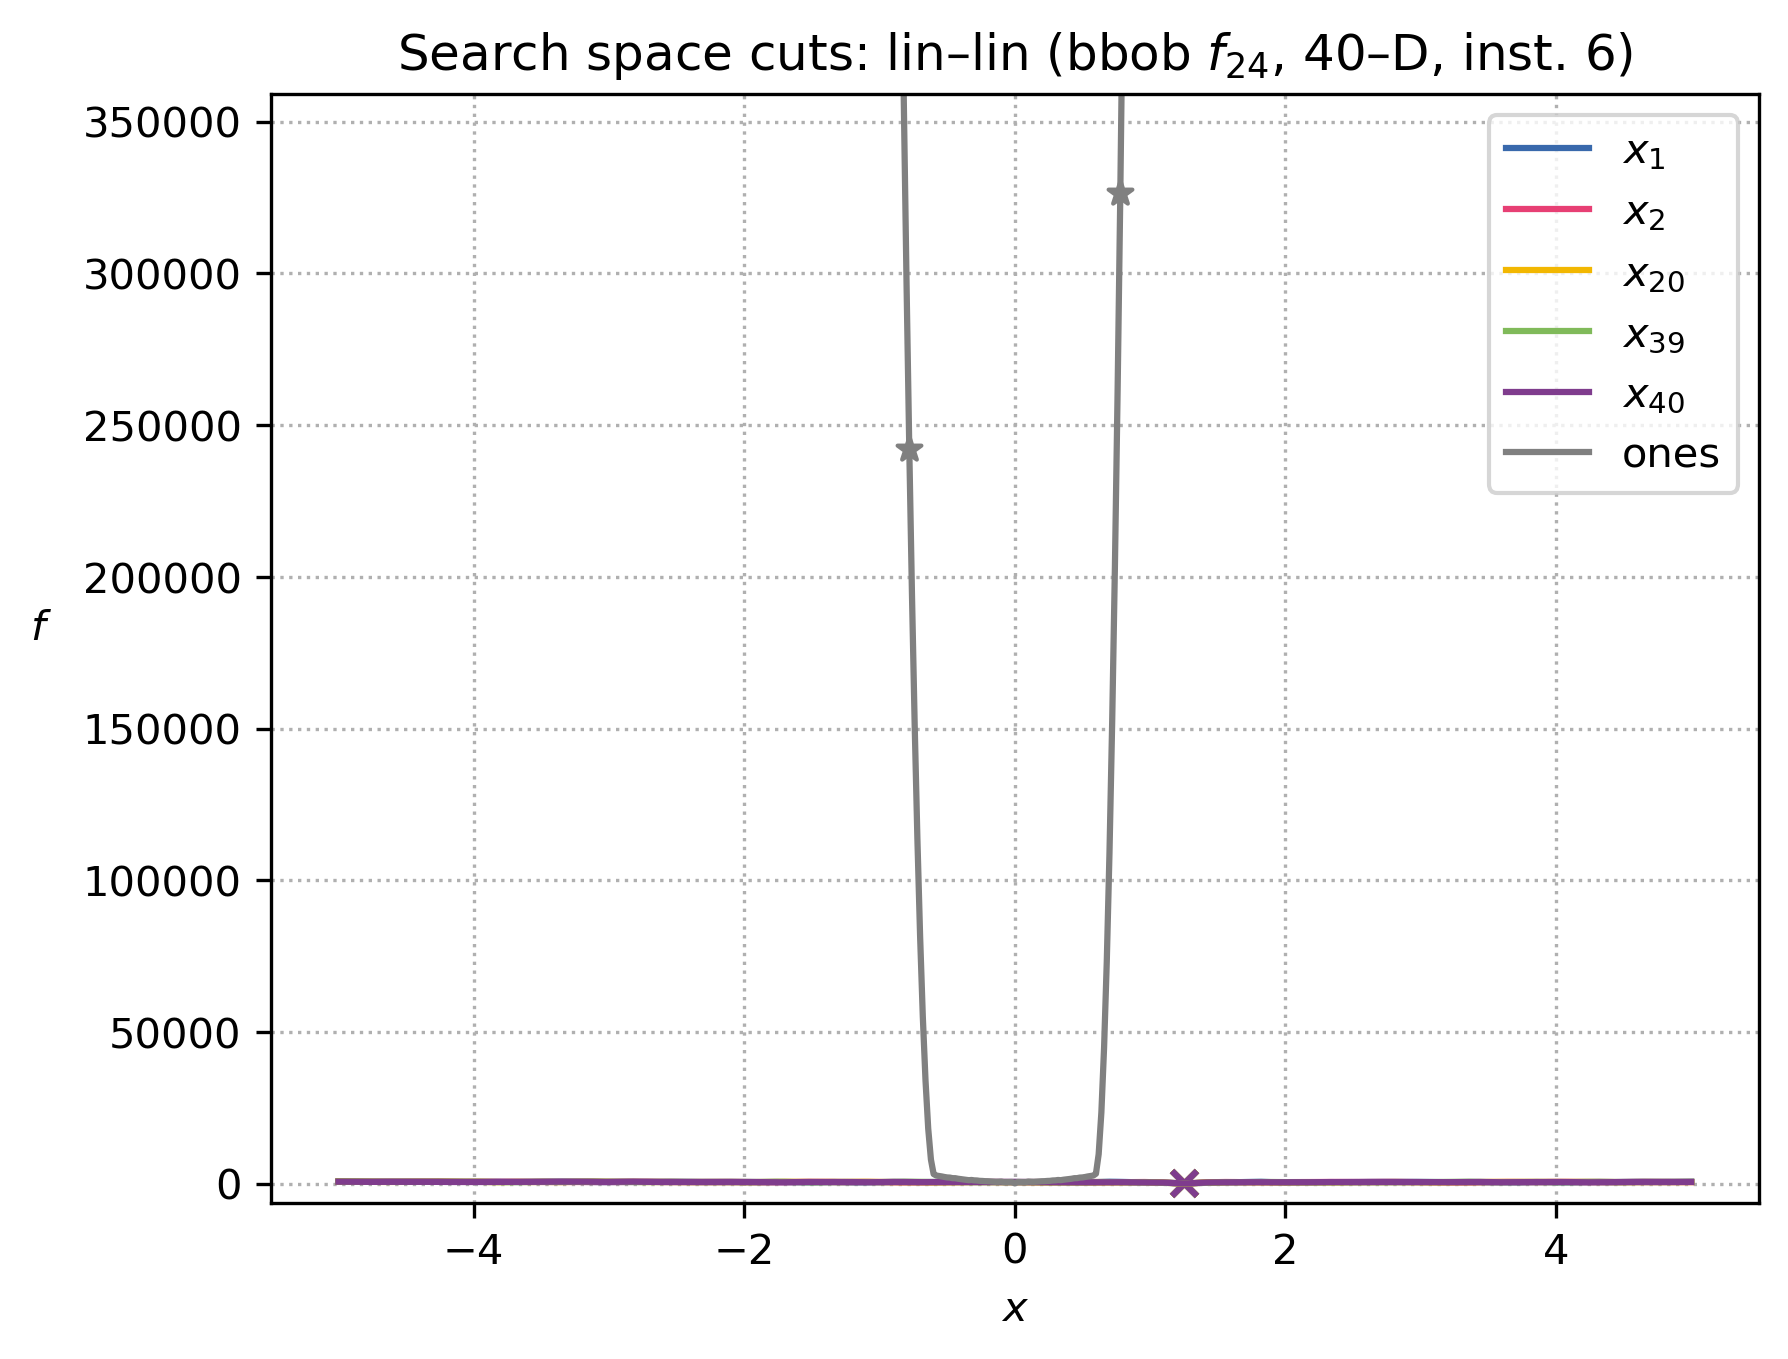 Search space cuts: lin–lin (bbob f24, 40–D, inst. 6)
350000
300000
250000
200000
150000
100000
50000
0
f
−4
−2
0
2
4
x
x1
x2
x20
x39
x40
ones